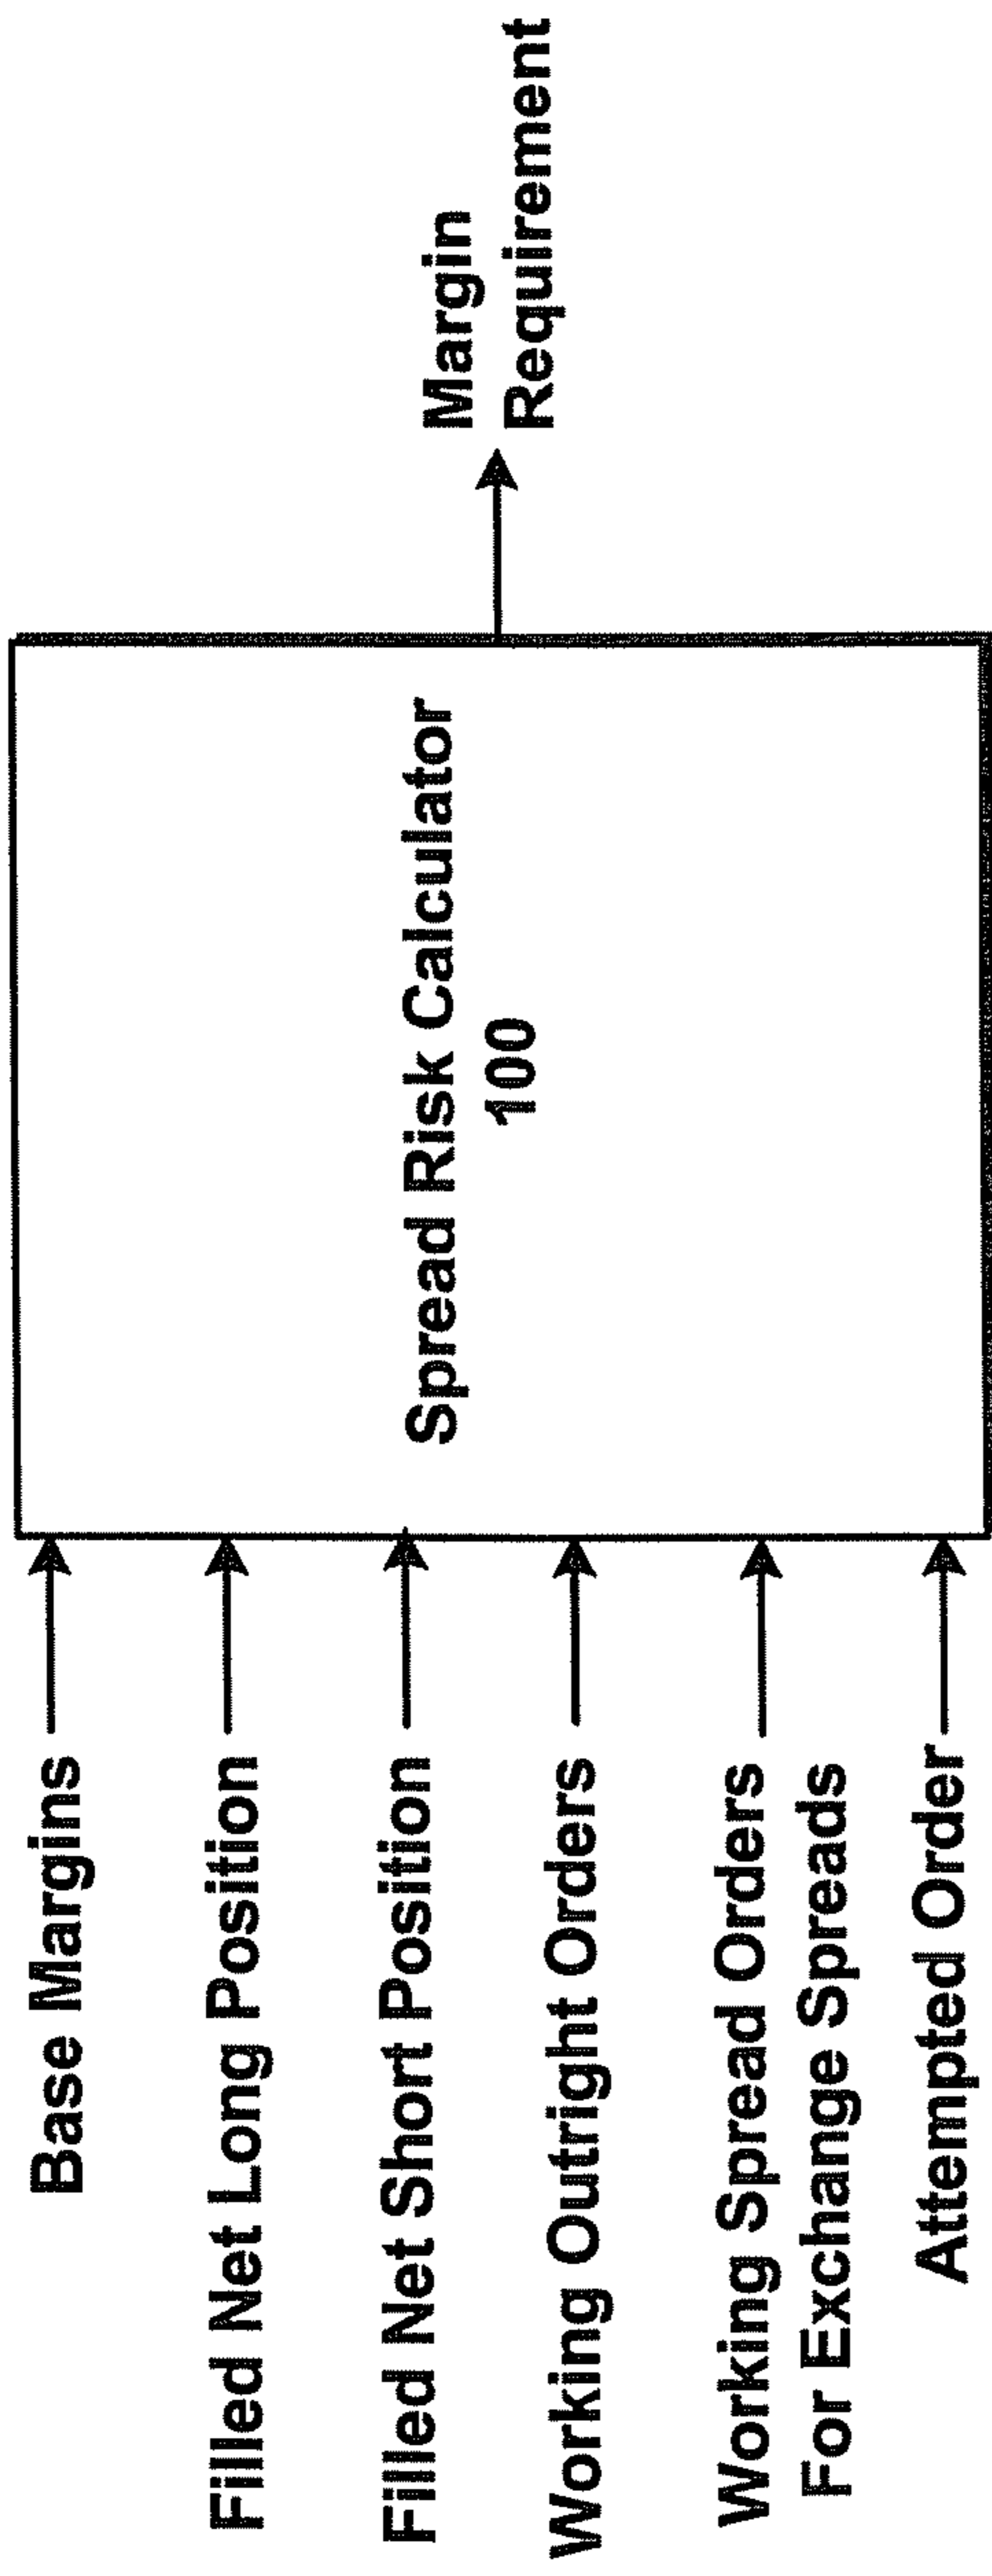 Base Margins
Filled Net Long Position
Filled Net Short Position
Working Outright Orders
Working Spread Orders
For Exchange Spreads
Attempted Order
Spread Risk Calculator
100
Margin
Requirement